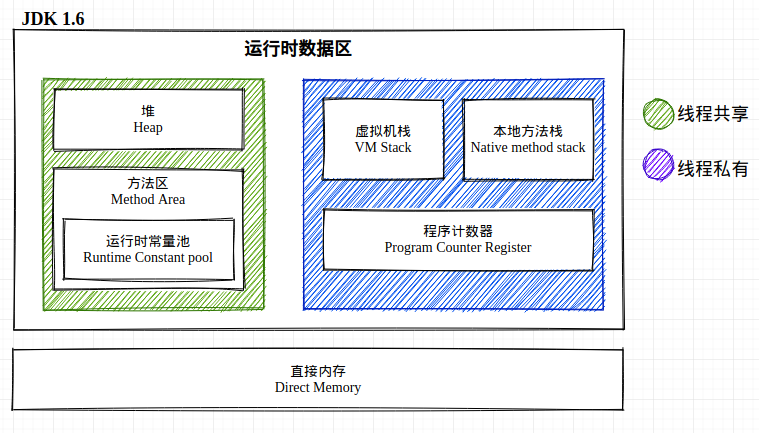 JDK 1.6
运行时数据区
堆
Heap
方法区
Method Area
运行时常量池
Runtime Constant pool
虚拟机栈
VM Stack
本地方法栈
Native method stack
程序计数器
Program Counter Register
线程共享
线程私有
直接内存
Direct Memory